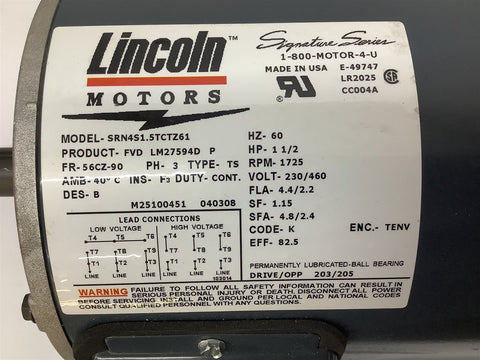 Lincoln
MOTORS
Signature Series
1-800-MOTOR-4-U
MADE IN USA E-49747
LR2025
CC004A
MODEL- SRN4S1.5TCTZ61
PRODUCT- FVD LM27594D P
FR-56CZ-90 PH- 3 TYPE- TS
AMB- 40°C INS- F3 DUTY- CONT.
DES- B
M25100451 040308
HZ- 60
HP- 1 1/2
RPM- 1725
VOLT- 230/460
FLA- 4.4/2.2
SF- 1.15
SFA- 4.8/2.4
CODE- K ENC.- TENV
EFF- 82.5
LEAD CONNECTIONS
LOW VOLTAGE HIGH VOLTAGE
T4 T5 T6 T4 T5 T6
T7 T8 T9 T7 T8 T9
T1 T2 T3 T1 T2 T3
LINE LINE LINE LINE LINE LINE
PERMANENTLY LUBRICATED-BALL BEARING
DRIVE/OPP 203/205
WARNING FAILURE TO FOLLOW ALL SAFETY INFORMATION CAN RESULT IN
SERIOUS PERSONAL INJURY OR DEATH DISCONNECT ALL POWER
BEFORE SERVICING. INSTALL AND GROUND PER LOCAL AND NATIONAL CODES
CONSULT QUALIFIED PERSONNEL WITH ANY QUESTIONS.